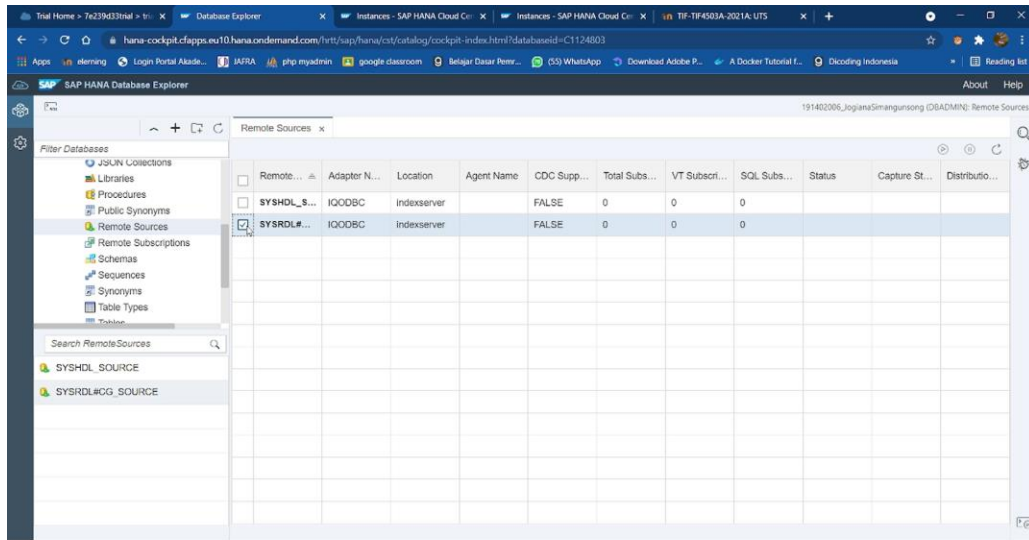 Trial Home > 7e239d33trial > tri
Database Explorer
Instances - SAP HANA Cloud Cen
Instances - SAP HANA Cloud Cen
TIF-TIF4503A-2021A: UTS
hana-cockpit.cfapps.eu10.hana.ondemand.com/hrtt/sap/hana/cst/catalog/cockpit-index.html?databaseid=C1124803
Apps elerning Login Portal Akade... IAFRA php myadmin google classroom Belajar Dasar Pemr... (55) WhatsApp Download Adobe P... A Docker Tutorial f... Dicoding Indonesia » Reading list
SAP SAP HANA Database Explorer About Help
191402006_JogianaSimangunsong (DBADMIN): Remote Sources
Remote Sources
Filter Databases
JSON Collections
Libraries
Procedures
Public Synonyms
Remote Sources
Remote Subscriptions
Schemas
Sequences
Synonyms
Table Types
Tables
Search RemoteSources
SYSHDL_SOURCE
SYSRDL#CG_SOURCE
Remote... Adapter N... Location Agent Name CDC Supp... Total Subs... VT Subscri... SQL Subs... Status Capture St... Distributio...
SYSHDL_S... IQODBC indexserver FALSE 0 0 0
SYSRDL#... IQODBC indexserver FALSE 0 0 0